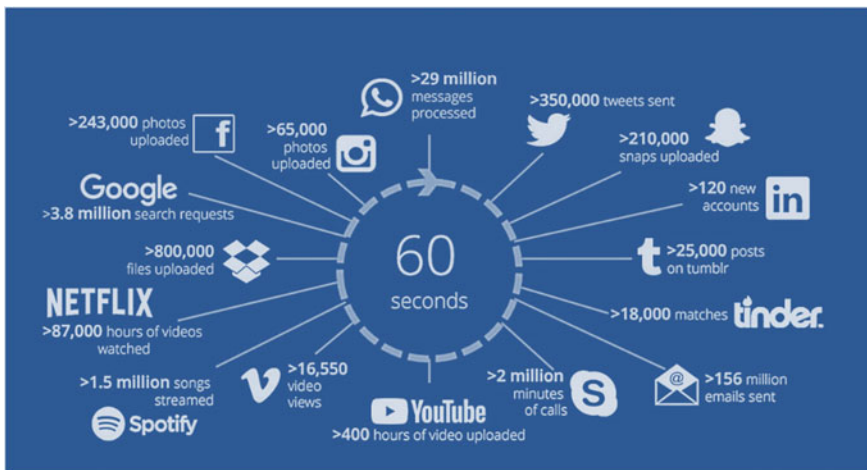 >29 million
messages
processed
>350,000 tweets sent
>210,000
snaps uploaded
>120 new
accounts
in
t
>25,000 posts
on tumblr
>18,000 matches
tinder.
@
>156 million
emails sent
>2 million
minutes
of calls
S
YouTube
>400 hours of video uploaded
>16,550
video
views
>1.5 million songs
streamed
Spotify
NETFLIX
>87,000 hours of videos
watched
>800,000
files uploaded
Google
>3.8 million search requests
>243,000 photos
uploaded
f
>65,000
photos
uploaded
60
seconds